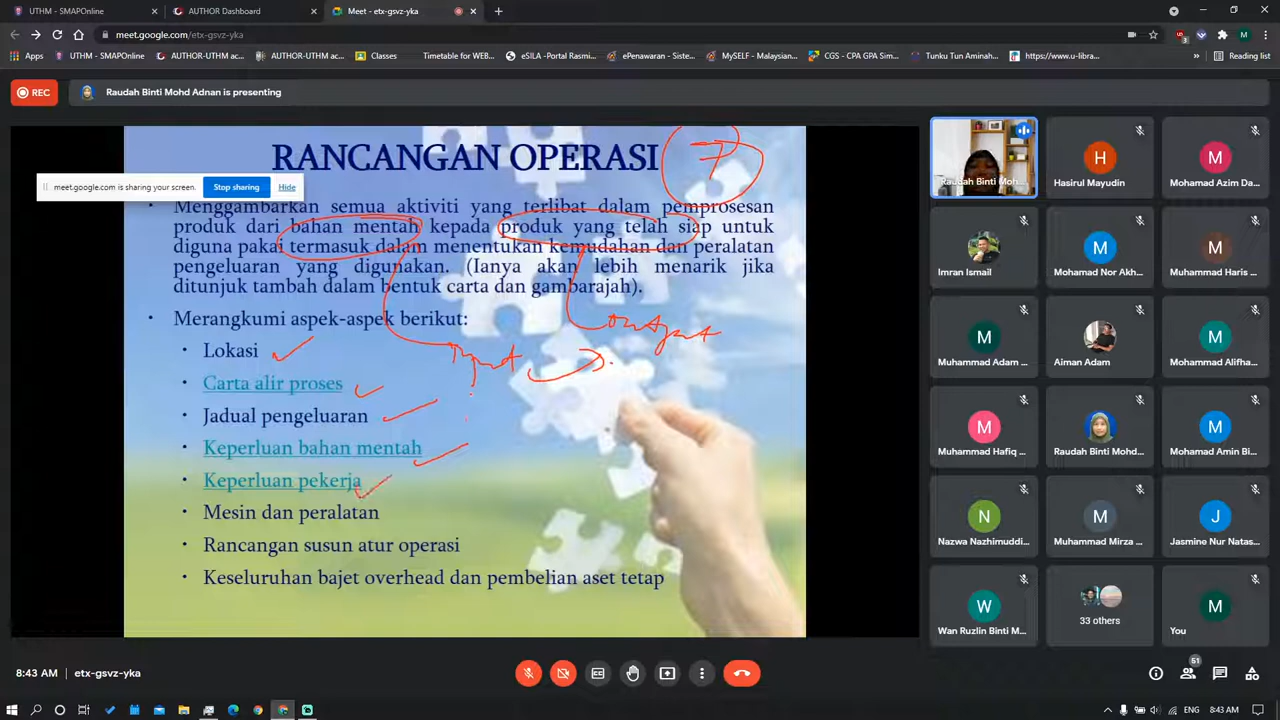 UTHM - SMAPOnline
AUTHOR Dashboard
Meet - etx-gsvz-yka
meet.google.com/etx-gsvz-yka
Apps
UTHM - SMAPOnline
AUTHOR-UTHM ac...
AUTHOR-UTHM ac...
Classes
Timetable for WEB...
eSILA -Portal Rasmi...
ePenawaran - Siste...
MySELF - Malaysian...
CGS - CPA GPA Sim...
Tunku Tun Aminah...
https://www.u-libra...
»
Reading list
REC
Raudah Binti Mohd Adnan is presenting
meet.google.com is sharing your screen.
Stop sharing
Hide
RANCANGAN OPERASI
7
• Menggambarkan semua aktiviti yang terlibat dalam pemprosesan
produk dari bahan mentah kepada produk yang telah siap untuk
diguna pakai termasuk dalam menentukan kemudahan dan peralatan
pengeluaran yang digunakan. (Ianya akan lebih menarik jika
ditunjuk tambah dalam bentuk carta dan gambarajah).
• Merangkumi aspek-aspek berikut:
• Lokasi
• Carta alir proses
• Jadual pengeluaran
• Keperluan bahan mentah
• Keperluan pekerja
• Mesin dan peralatan
• Rancangan susun atur operasi
• Keseluruhan bajet overhead dan pembelian aset tetap
input
output
Raudah Binti Moh...
H
Hasirul Mayudin
M
Mohamad Azim Da...
Imran Ismail
M
Mohamad Nor Akh...
M
Muhammad Haris ...
M
Muhammad Adam ...
Aiman Adam
M
Mohammad Alifha...
M
Muhammad Hafiq ...
Raudah Binti Mohd...
M
Mohamad Amin Bi...
N
Nazwa Nazhimuddi...
M
Muhammad Mirza ...
J
Jasmine Nur Natas...
W
Wan Ruzlin Binti M...
33 others
M
You
8:43 AM | etx-gsvz-yka
51
ENG
8:43 AM